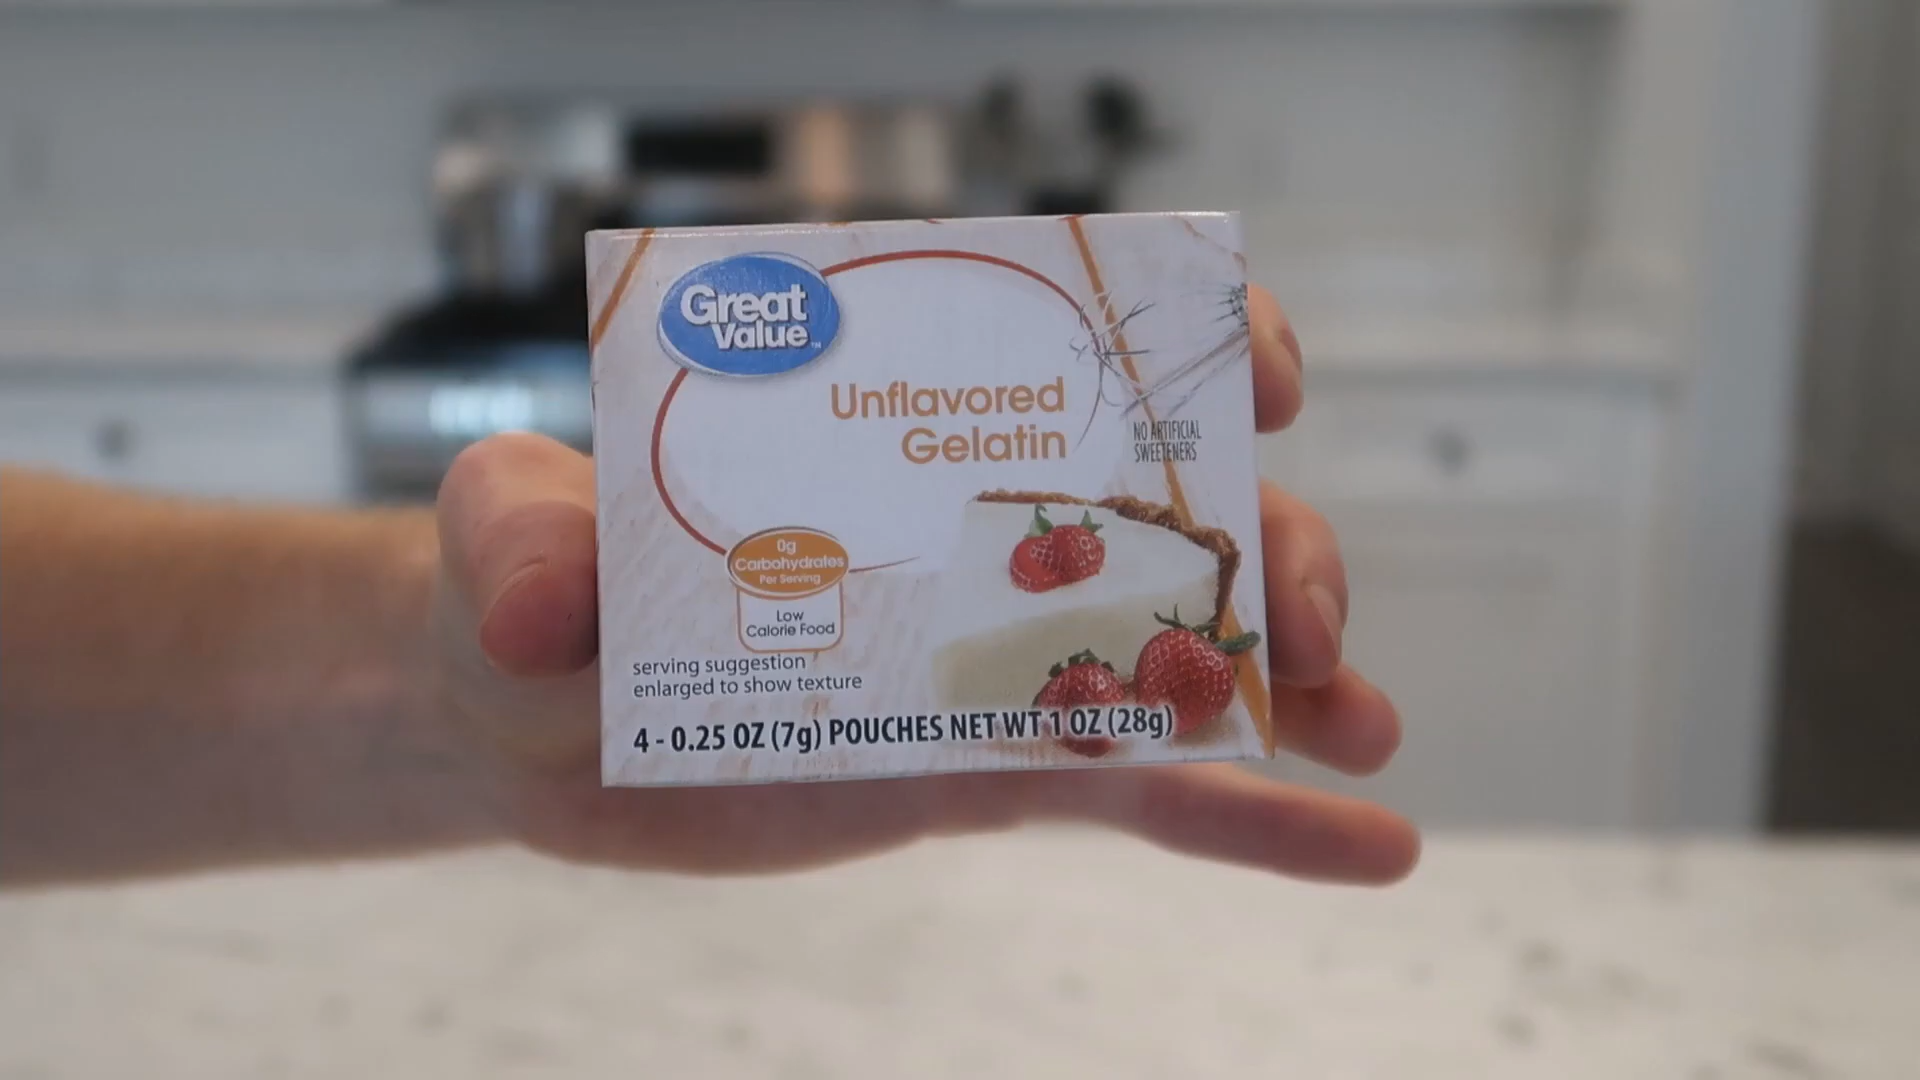 Great
Value™
Unflavored
Gelatin
NO ARTIFICIAL
SWEETENERS
0g
Carbohydrates
Per Serving
Low
Calorie Food
serving suggestion
enlarged to show texture
4 - 0.25 OZ (7g) POUCHES NET WT 1 OZ (28g)